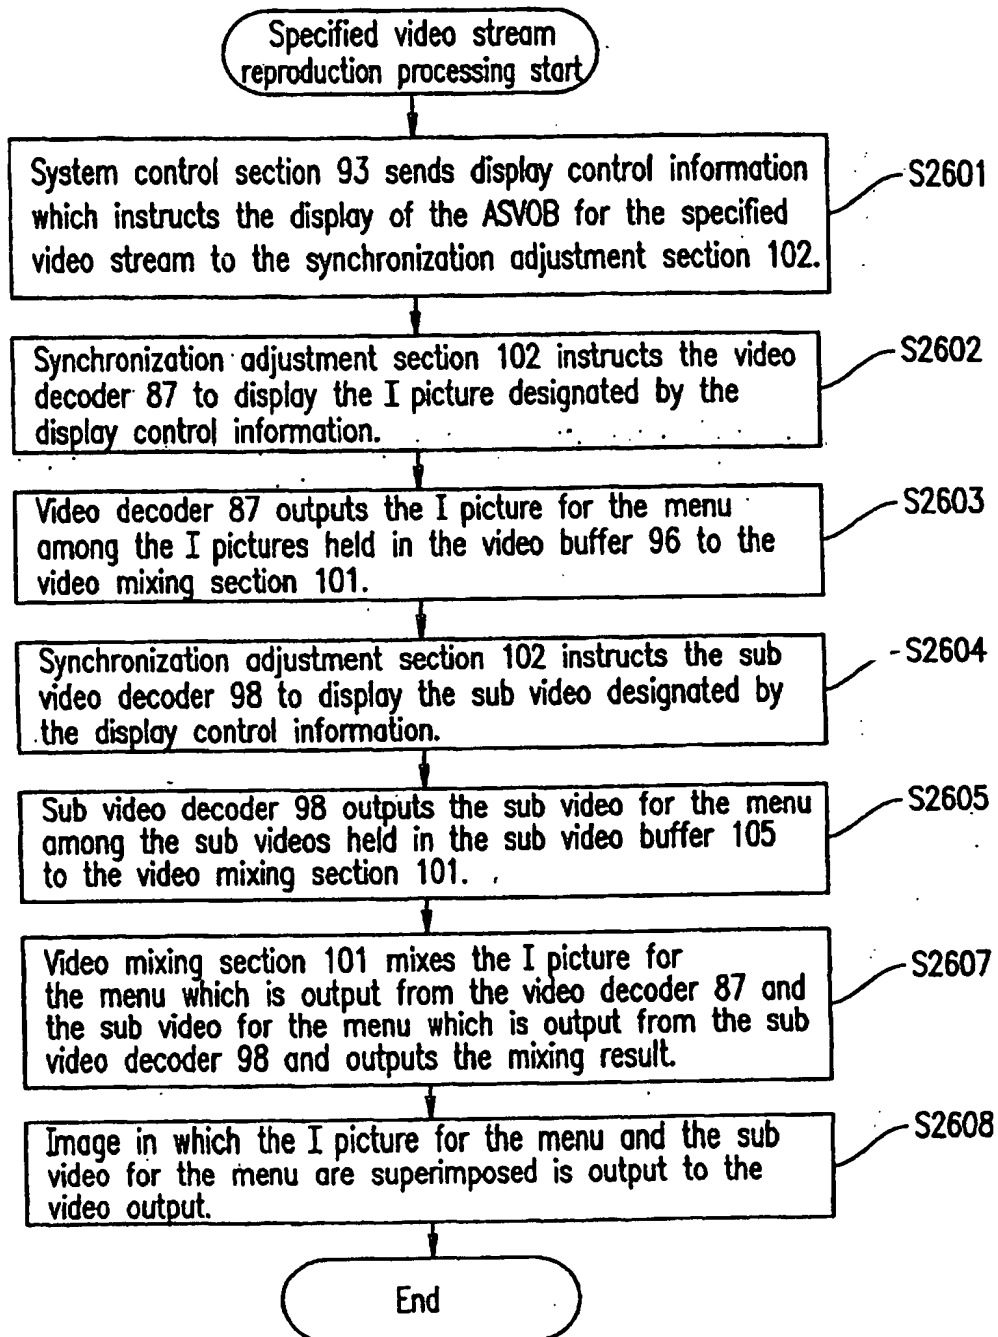 Specified video stream
reproduction processing start
System control section 93 sends display control information
which instructs the display of the ASVOB for the specified
video stream to the synchronization adjustment section 102.
S2601
Synchronization adjustment section 102 instructs the video
decoder 87 to display the I picture designated by the
display control information.
S2602
Video decoder 87 outputs the I picture for the menu
among the I pictures held in the video buffer 96 to the
video mixing section 101.
S2603
Synchronization adjustment section 102 instructs the sub
video decoder 98 to display the sub video designated by
the display control information.
S2604
Sub video decoder 98 outputs the sub video for the menu
among the sub videos held in the sub video buffer 105
to the video mixing section 101.
S2605
Video mixing section 101 mixes the I picture for
the menu which is output from the video decoder 87 and
the sub video for the menu which is output from the sub
video decoder 98 and outputs the mixing result.
S2607
Image in which the I picture for the menu and the sub
video for the menu are superimposed is output to the
video output.
S2608
End